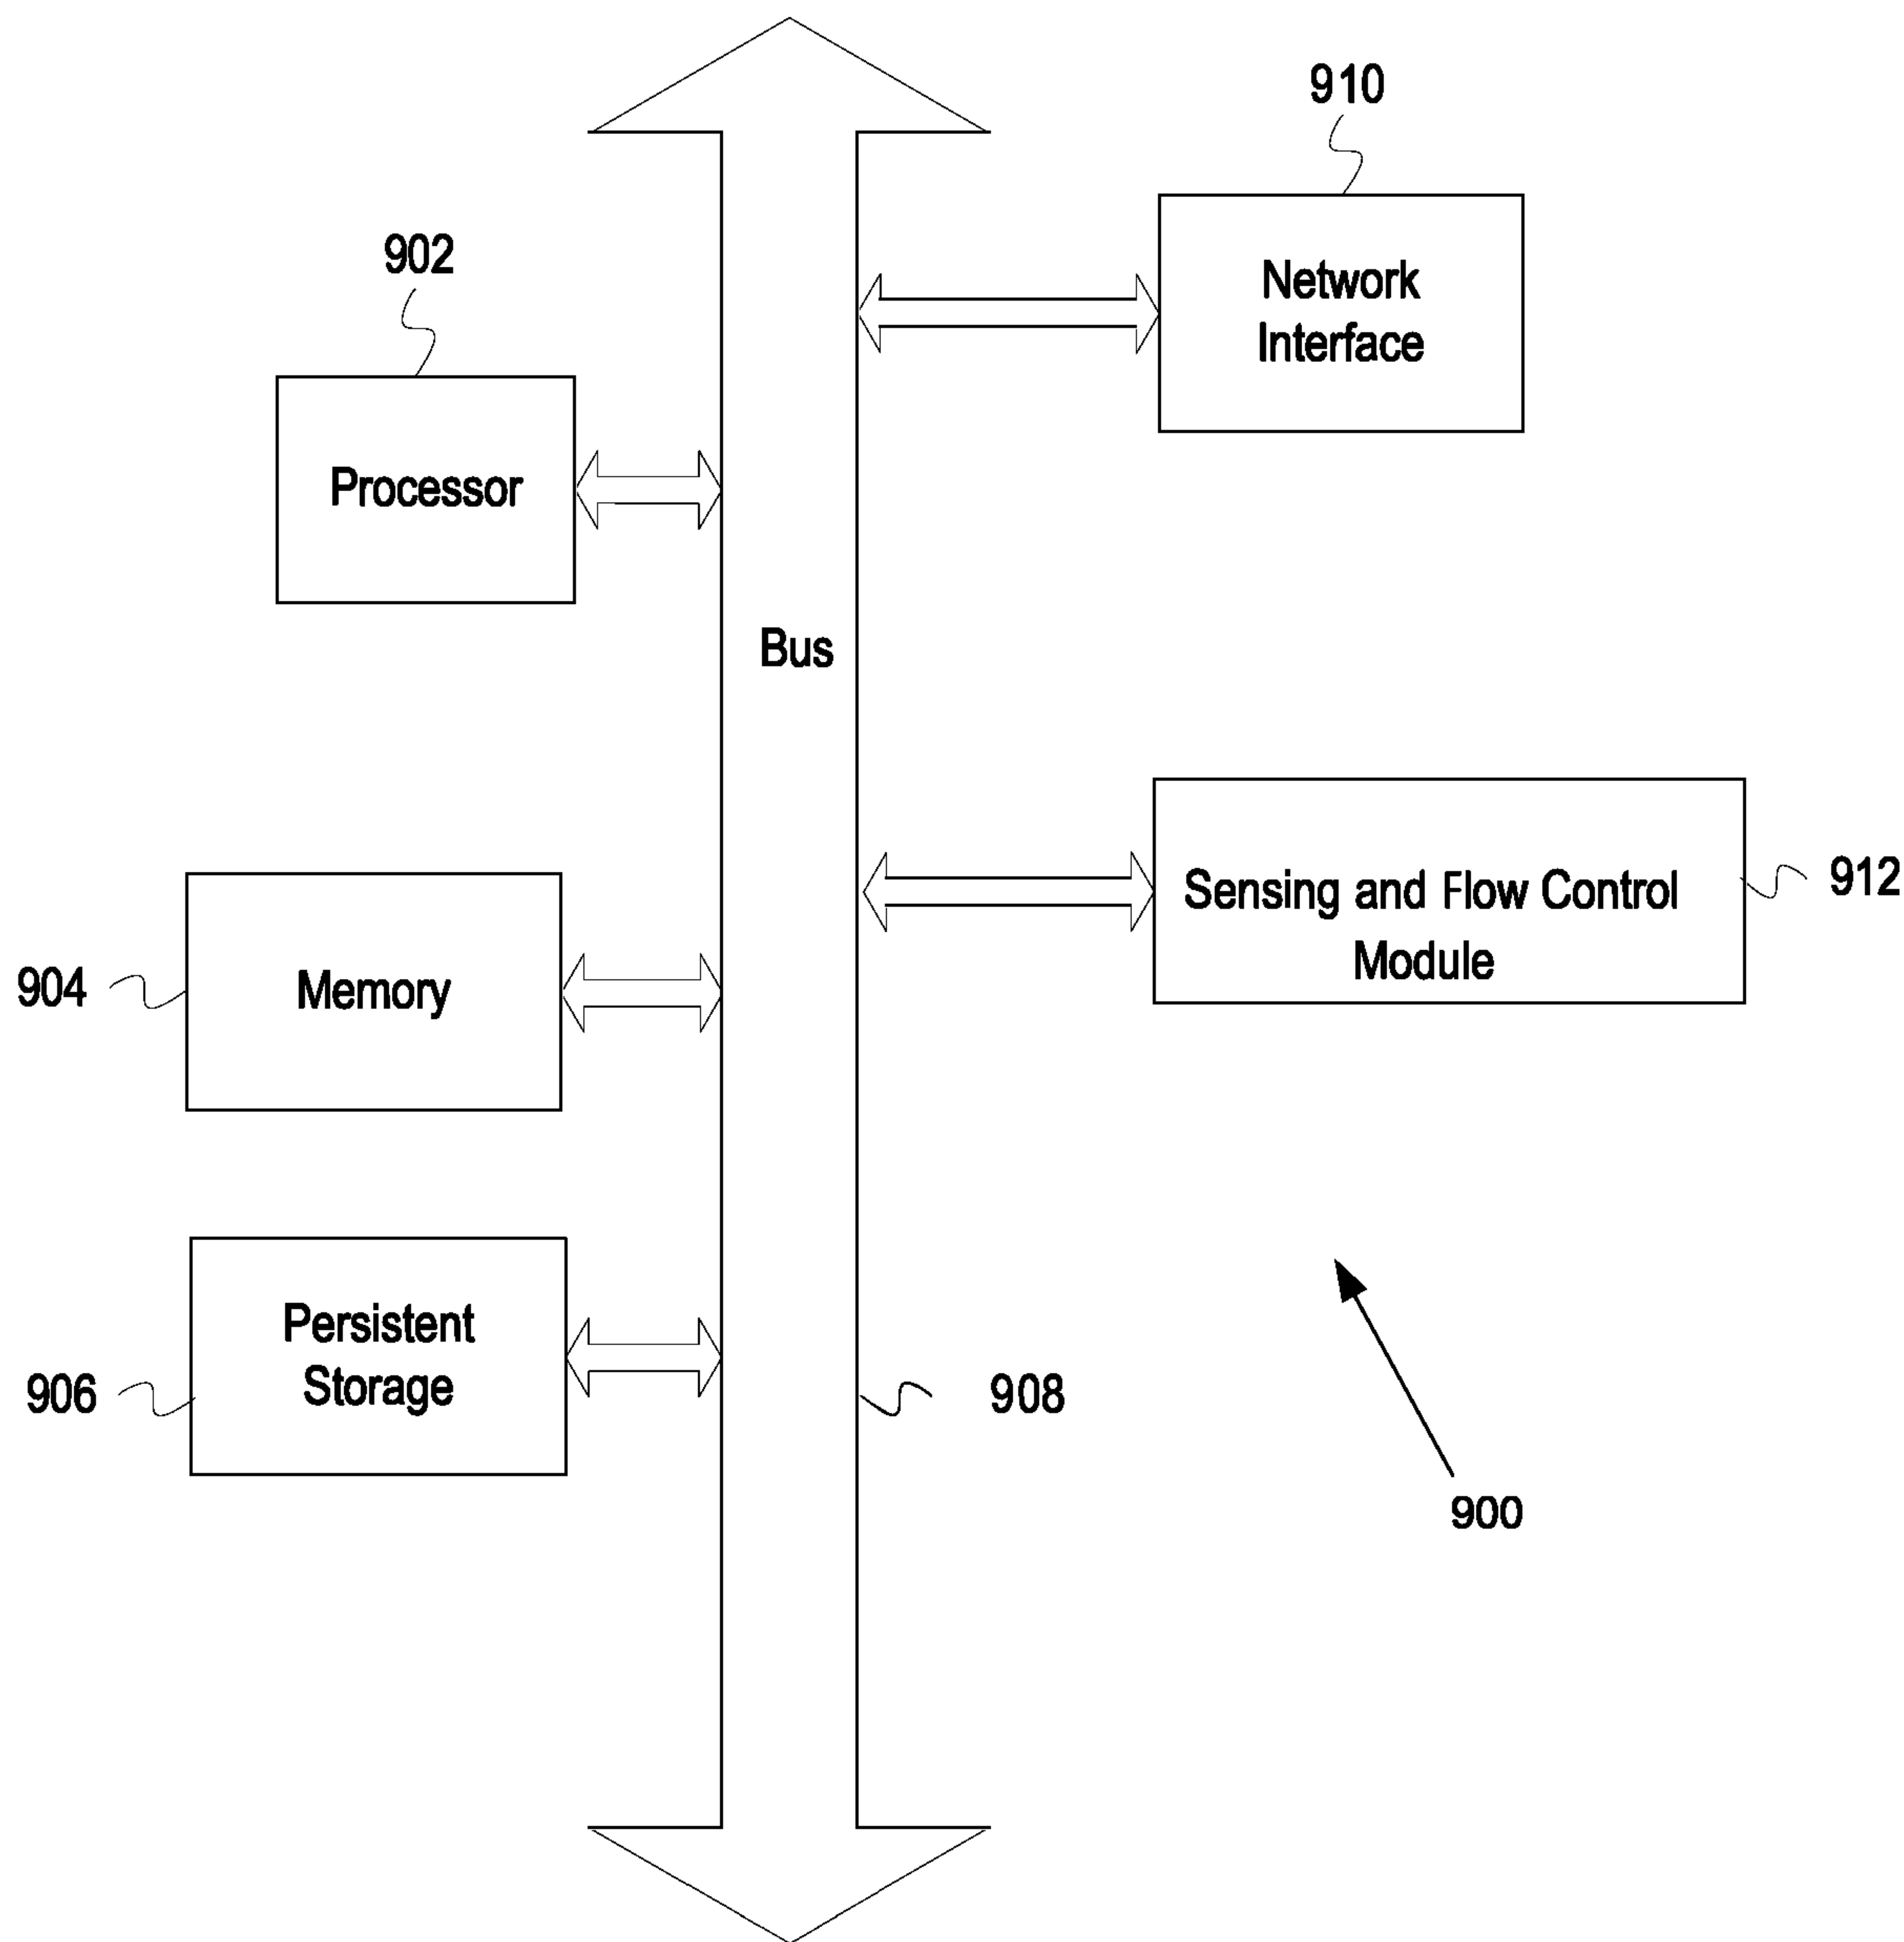 910
902
Network
Interface
Processor
Bus
912
Sensing and Flow Control
Module
904
Memory
Persistent
Storage
906
908
900